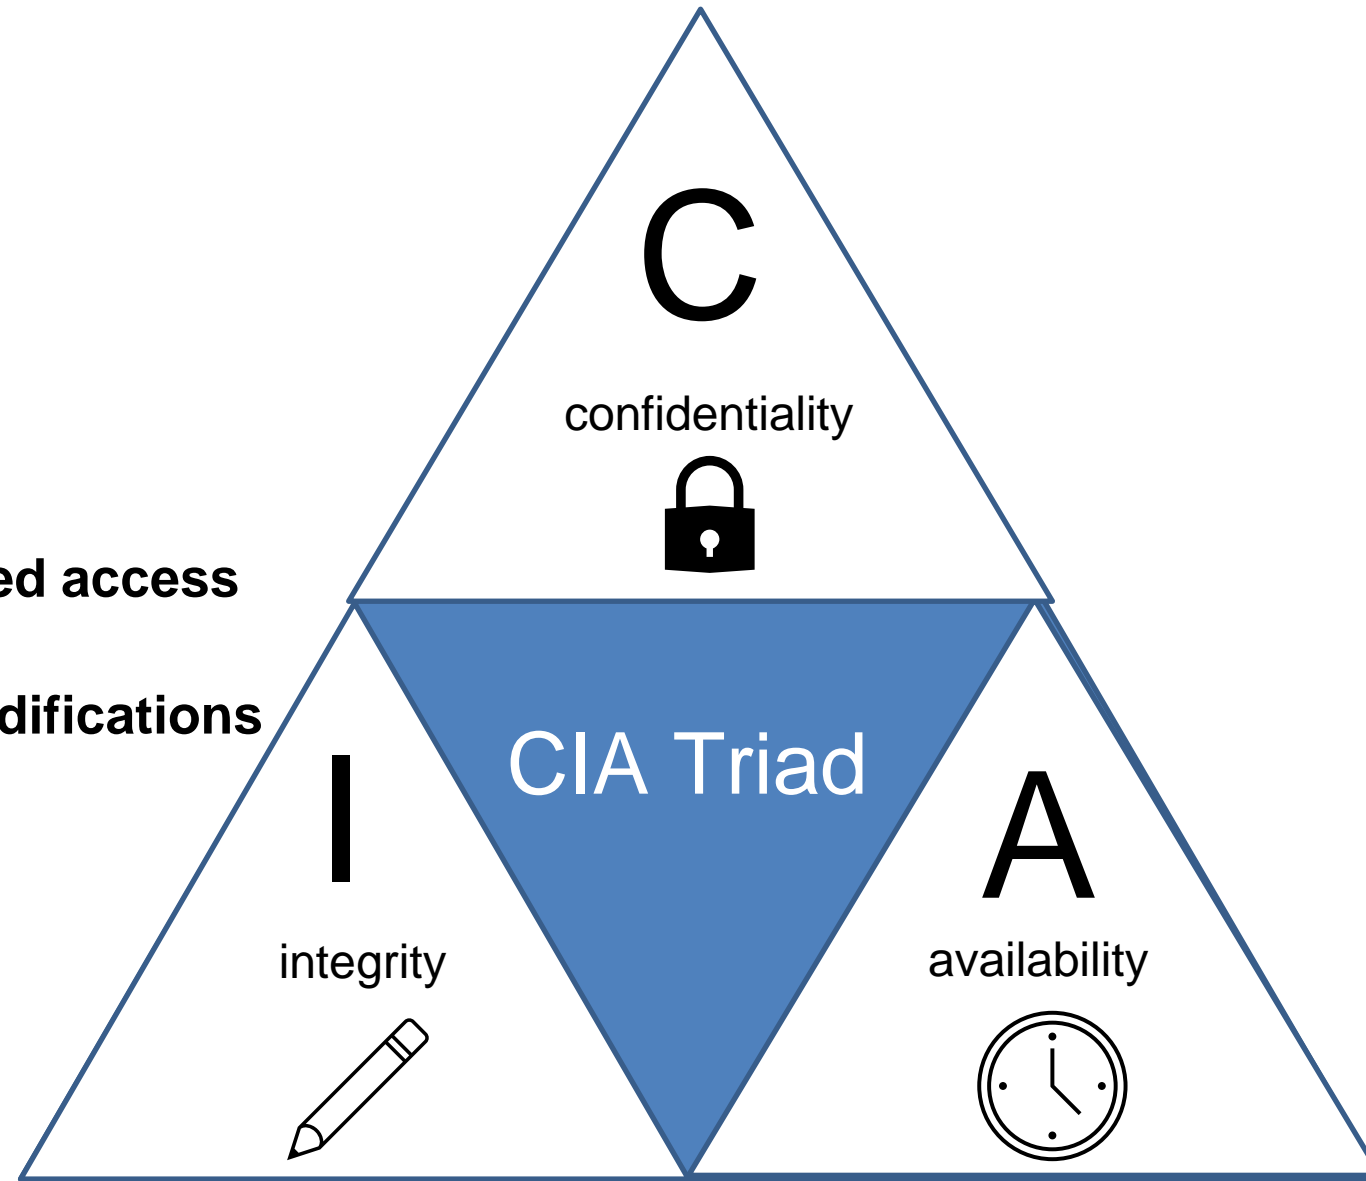 C
confidentiality
ed access
difications
I
CIA Triad
A
integrity
availability